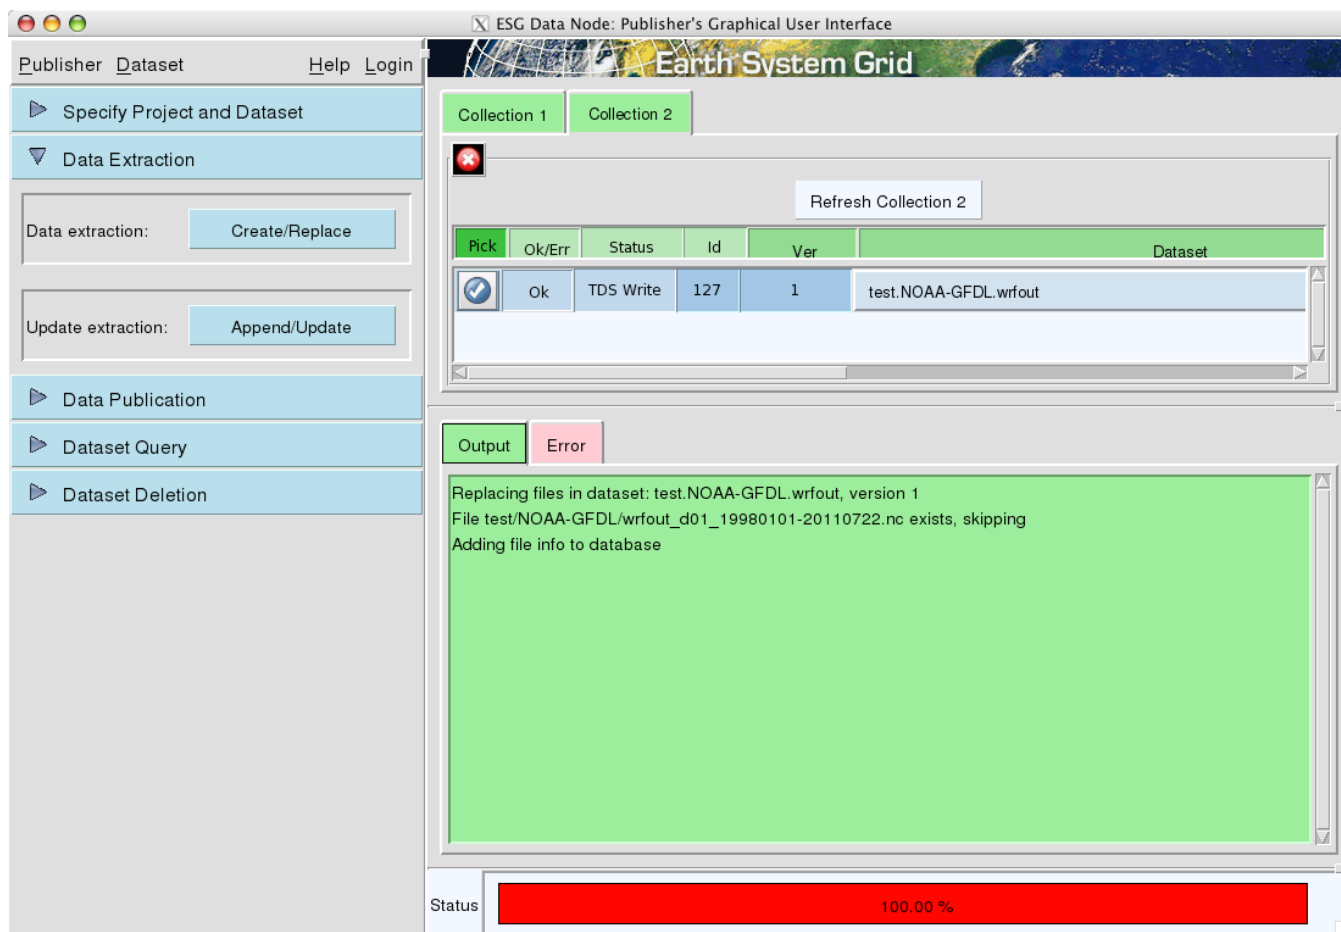 ESG Data Node: Publisher's Graphical User Interface
Publisher Dataset Help Login
Specify Project and Dataset
Data Extraction
Data extraction: Create/Replace
Update extraction: Append/Update
Data Publication
Dataset Query
Dataset Deletion
Earth System Grid
Collection 1 Collection 2
Refresh Collection 2
Pick Ok/Err Status Id Ver Dataset
Ok TDS Write 127 1 test.NOAA-GFDL.wrfout
Output Error
Replacing files in dataset: test.NOAA-GFDL.wrfout, version 1
File test/NOAA-GFDL/wrfout_d01_19980101-20110722.nc exists, skipping
Adding file info to database
Status 100.00 %